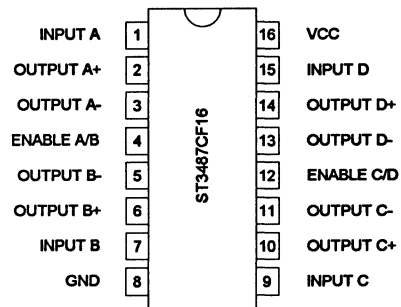 INPUT A 1 16 VCC
OUTPUT A+ 2 15 INPUT D
OUTPUT A- 3 14 OUTPUT D+
ENABLE A/B 4 13 OUTPUT D-
OUTPUT B- 5 12 ENABLE C/D
OUTPUT B+ 6 11 OUTPUT C-
INPUT B 7 10 OUTPUT C+
GND 8 9 INPUT C
ST3487CF16